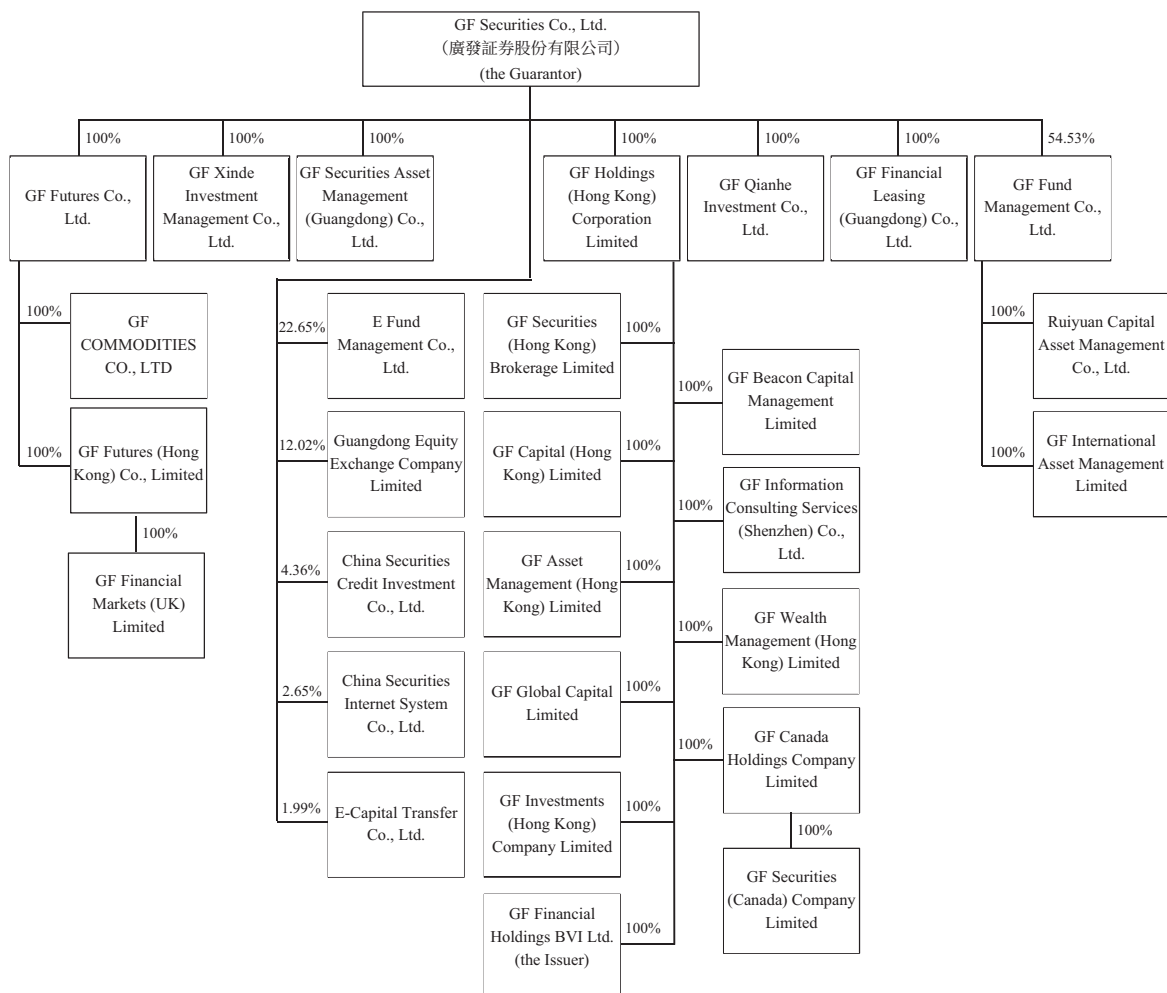 GF Securities Co., Ltd.
（廣發証券股份有限公司）
(the Guarantor)
100%
100%
100%
100%
100%
100%
54.53%
GF Futures Co.,
Ltd.
GF Xinde
Investment
Management Co.,
Ltd.
GF Securities Asset
Management
(Guangdong) Co.,
Ltd.
GF Holdings
(Hong Kong)
Corporation
Limited
GF Qianhe
Investment Co.,
Ltd.
GF Financial
Leasing
(Guangdong) Co.,
Ltd.
GF Fund
Management Co.,
Ltd.
100%
GF
COMMODITIES
CO., LTD
100%
GF Futures (Hong
Kong) Co., Limited
100%
GF Financial
Markets (UK)
Limited
22.65%
E Fund
Management Co.,
Ltd.
12.02%
Guangdong Equity
Exchange Company
Limited
4.36%
China Securities
Credit Investment
Co., Ltd.
2.65%
China Securities
Internet System
Co., Ltd.
1.99%
E-Capital Transfer
Co., Ltd.
GF Securities
(Hong Kong)
Brokerage Limited
100%
GF Capital (Hong
Kong) Limited
100%
GF Asset
Management (Hong
Kong) Limited
100%
GF Global Capital
Limited
100%
GF Investments
(Hong Kong)
Company Limited
100%
GF Financial
Holdings BVI Ltd.
(the Issuer)
100%
100%
GF Beacon Capital
Management
Limited
100%
GF Information
Consulting Services
(Shenzhen) Co.,
Ltd.
100%
GF Wealth
Management (Hong
Kong) Limited
100%
GF Canada
Holdings Company
Limited
100%
GF Securities
(Canada) Company
Limited
100%
Ruiyuan Capital
Asset Management
Co., Ltd.
100%
GF International
Asset Management
Limited